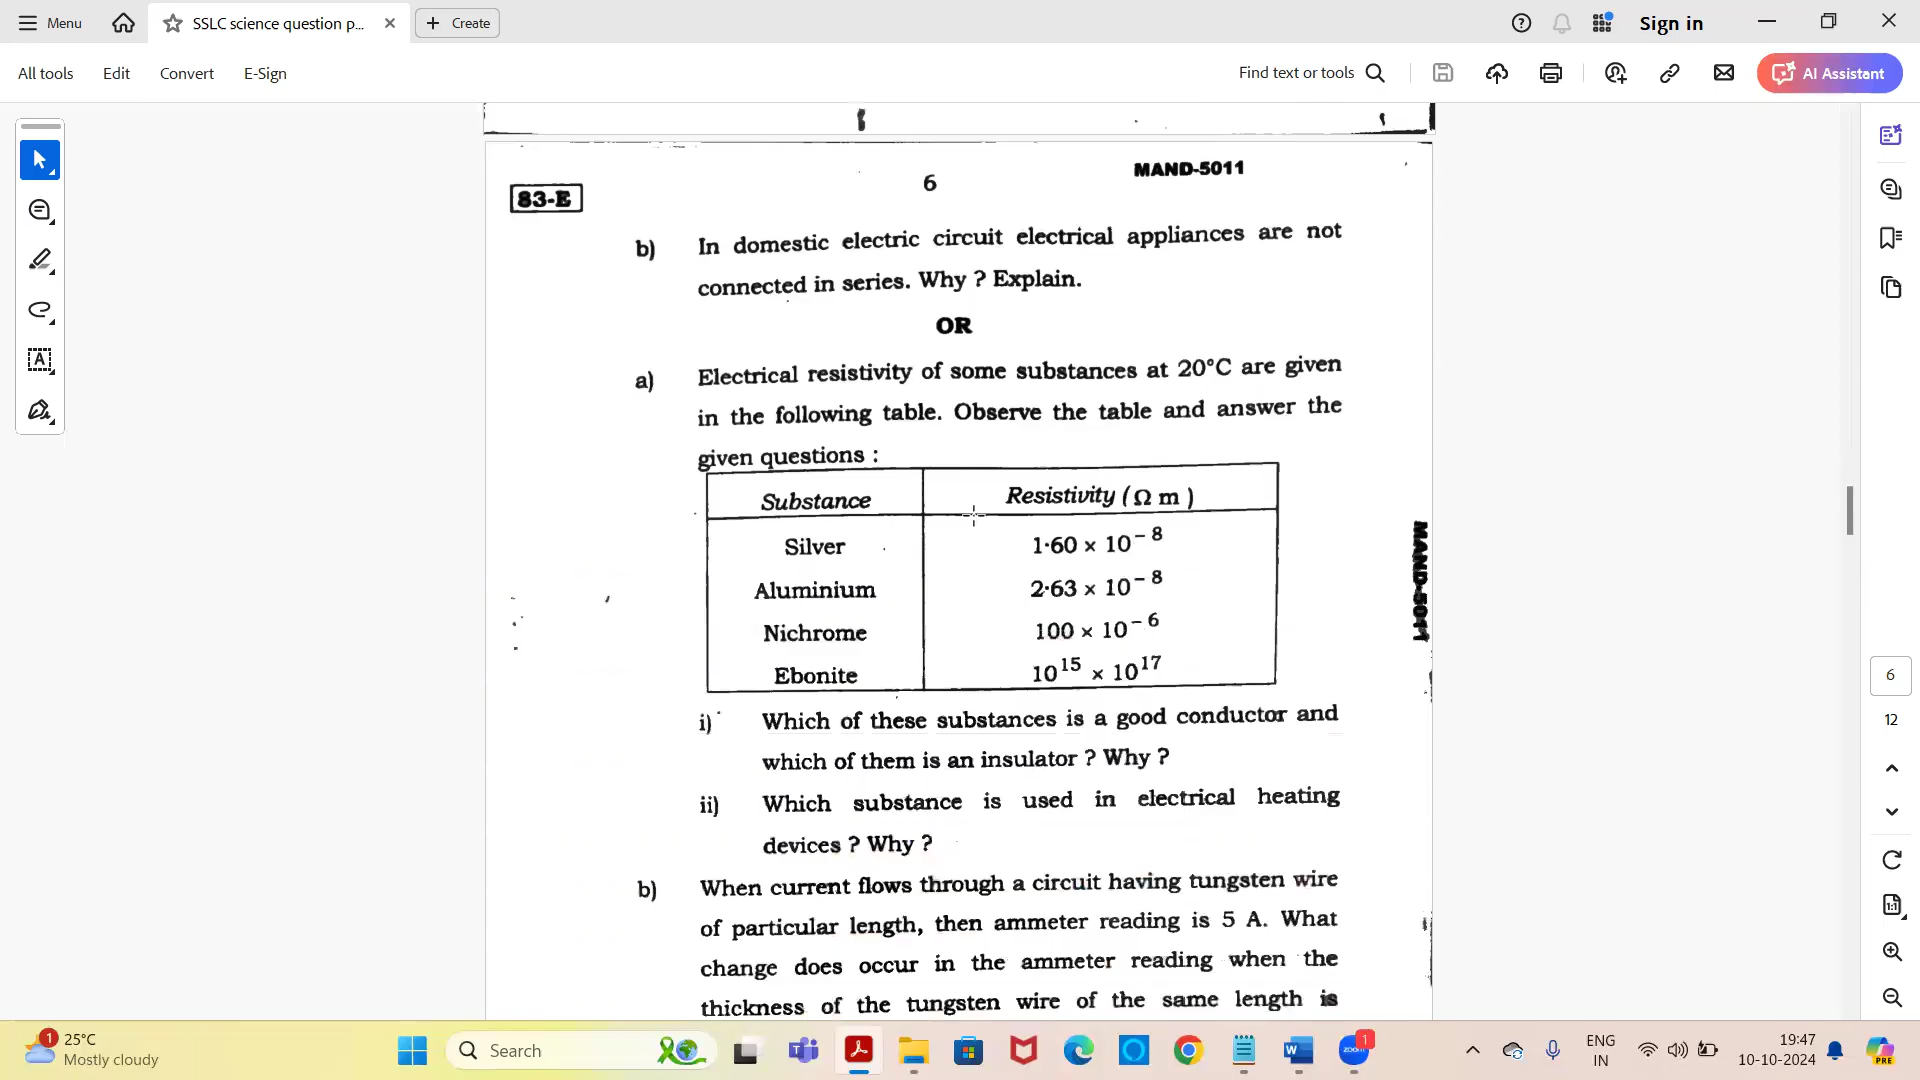 Menu
SSLC science question p...
Create
Sign in
All tools
Edit
Convert
E-Sign
Find text or tools
AI Assistant
MAND-5011
6
83-E
b) In domestic electric circuit electrical appliances are not
connected in series. Why ? Explain.
OR
a) Electrical resistivity of some substances at 20°C are given
in the following table. Observe the table and answer the
given questions :
Substance Resistivity ( Ω m )
Silver 1·60 × 10⁻⁸
Aluminium 2·63 × 10⁻⁸
Nichrome 100 × 10⁻⁶
Ebonite 10¹⁵ × 10¹⁷
i) Which of these substances is a good conductor and
which of them is an insulator ? Why ?
ii) Which substance is used in electrical heating
devices ? Why ?
b) When current flows through a circuit having tungsten wire
of particular length, then ammeter reading is 5 A. What
change does occur in the ammeter reading when the
thickness of the tungsten wire of the same length is
MAND-5011
6
12
1
25°C
Mostly cloudy
Search
W
zoom
1
ENG
IN
19:47
10-10-2024
PRE